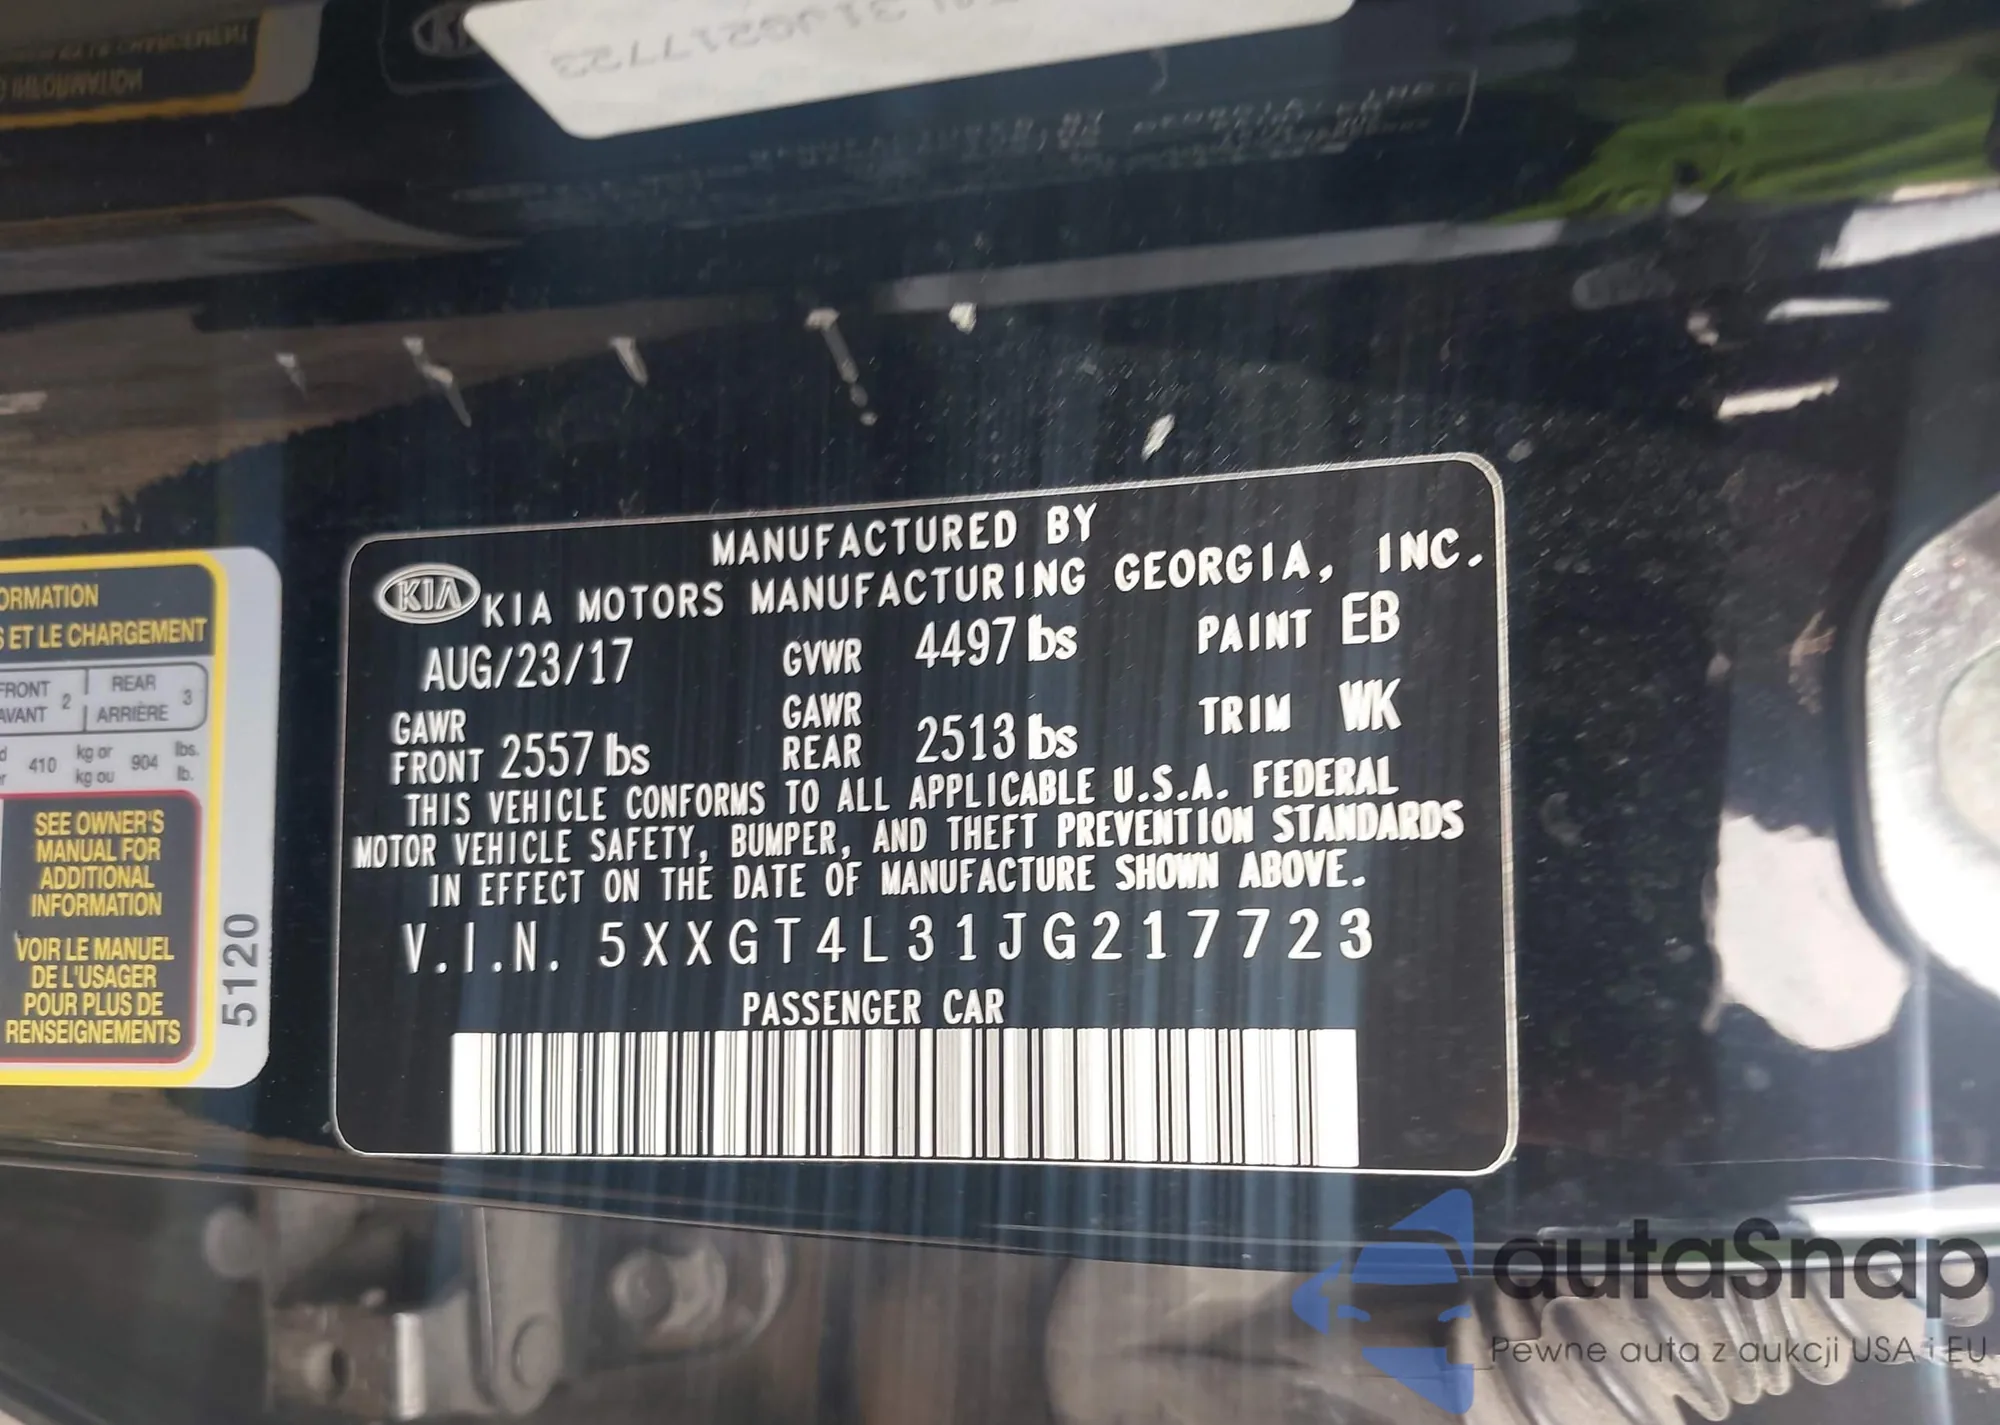 31JG217723
ORMATION
S ET LE CHARGEMENT
FRONT 2 REAR 3
AVANT ARRIÈRE
410 kg or 904 lbs.
kg ou lb.
SEE OWNER'S
MANUAL FOR
ADDITIONAL
INFORMATION
VOIR LE MANUEL
DE L'USAGER
POUR PLUS DE
RENSEIGNEMENTS
5120
MANUFACTURED BY
KIA KIA MOTORS MANUFACTURING GEORGIA, INC.
AUG/23/17 GVWR 4497 lbs PAINT EB
GAWR FRONT 2557 lbs GAWR REAR 2513 lbs TRIM WK
THIS VEHICLE CONFORMS TO ALL APPLICABLE U.S.A. FEDERAL
MOTOR VEHICLE SAFETY, BUMPER, AND THEFT PREVENTION STANDARDS
IN EFFECT ON THE DATE OF MANUFACTURE SHOWN ABOVE.
V.I.N. 5XXGT4L31JG217723
PASSENGER CAR
autaSnap
Pewne auta z aukcji USA i EU